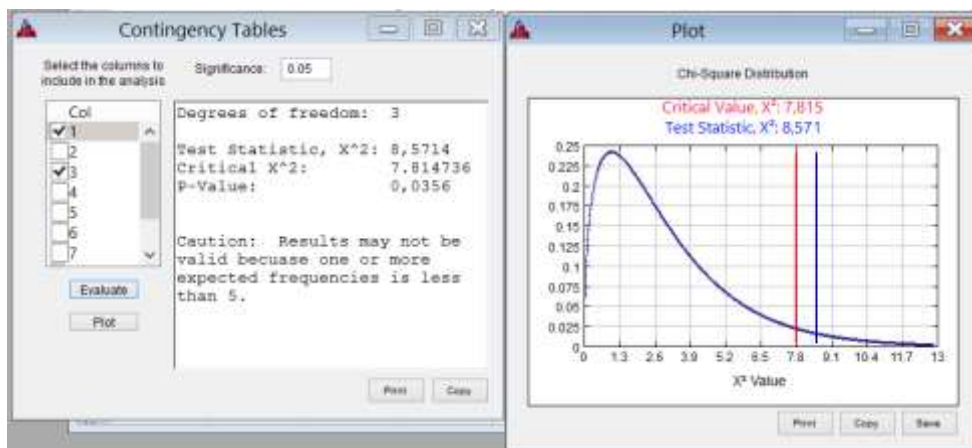 Contingency Tables
Select the columns to
include in the analysis
Significance: 0.05
Col
1
2
3
4
5
6
7
Evaluate
Plot
Degrees of freedom: 3
Test Statistic, X^2: 8,5714
Critical X^2: 7.814736
P-Value: 0,0356
Caution: Results may not be
valid becuase one or more
expected frequencies is less
than 5.
Print Copy
Plot
Chi-Square Distribution
Critical Value, X²: 7,815
Test Statistic, X²: 8,571
0.25
0.225
0.2
0.175
0.15
0.125
0.1
0.075
0.05
0.025
0
0 1.3 2.6 3.9 5.2 6.5 7.8 9.1 10.4 11.7 13
X² Value
Print Copy Save